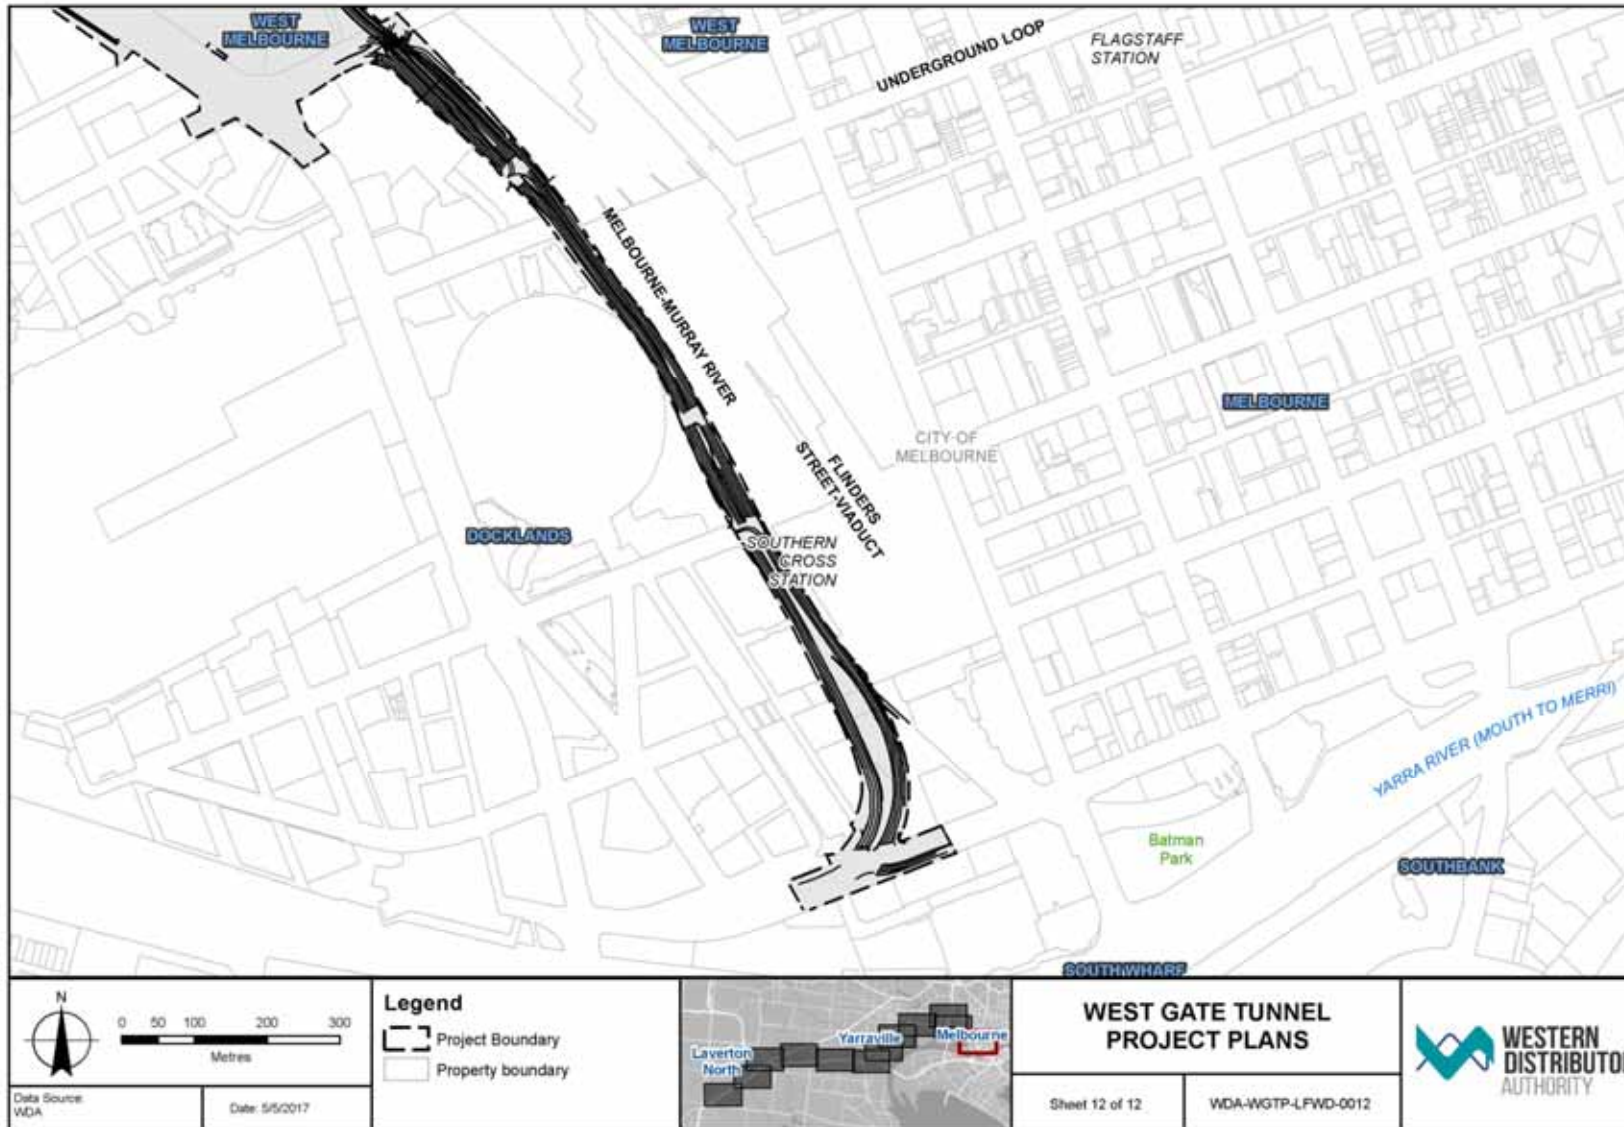 WEST
MELBOURNE
WEST
MELBOURNE
UNDERGROUND LOOP
FLAGSTAFF
STATION
MELBOURNE-MURRAY RIVER
MELBOURNE
CITY OF
MELBOURNE
FLINDERS
STREET-VIADUCT
DOCKLANDS
SOUTHERN
CROSS
STATION
YARRA RIVER (MOUTH TO MERRI)
Batman
Park
SOUTHBANK
SOUTH WHARF
N
0 50 100 200 300
Metres
Data Source:
WDA
Date: 5/5/2017
Legend
Project Boundary
Property boundary
Laverton
North
Yarraville
Melbourne
WEST GATE TUNNEL
PROJECT PLANS
Sheet 12 of 12
WDA-WGTP-LFWD-0012
WESTERN
DISTRIBUTO
AUTHORITY